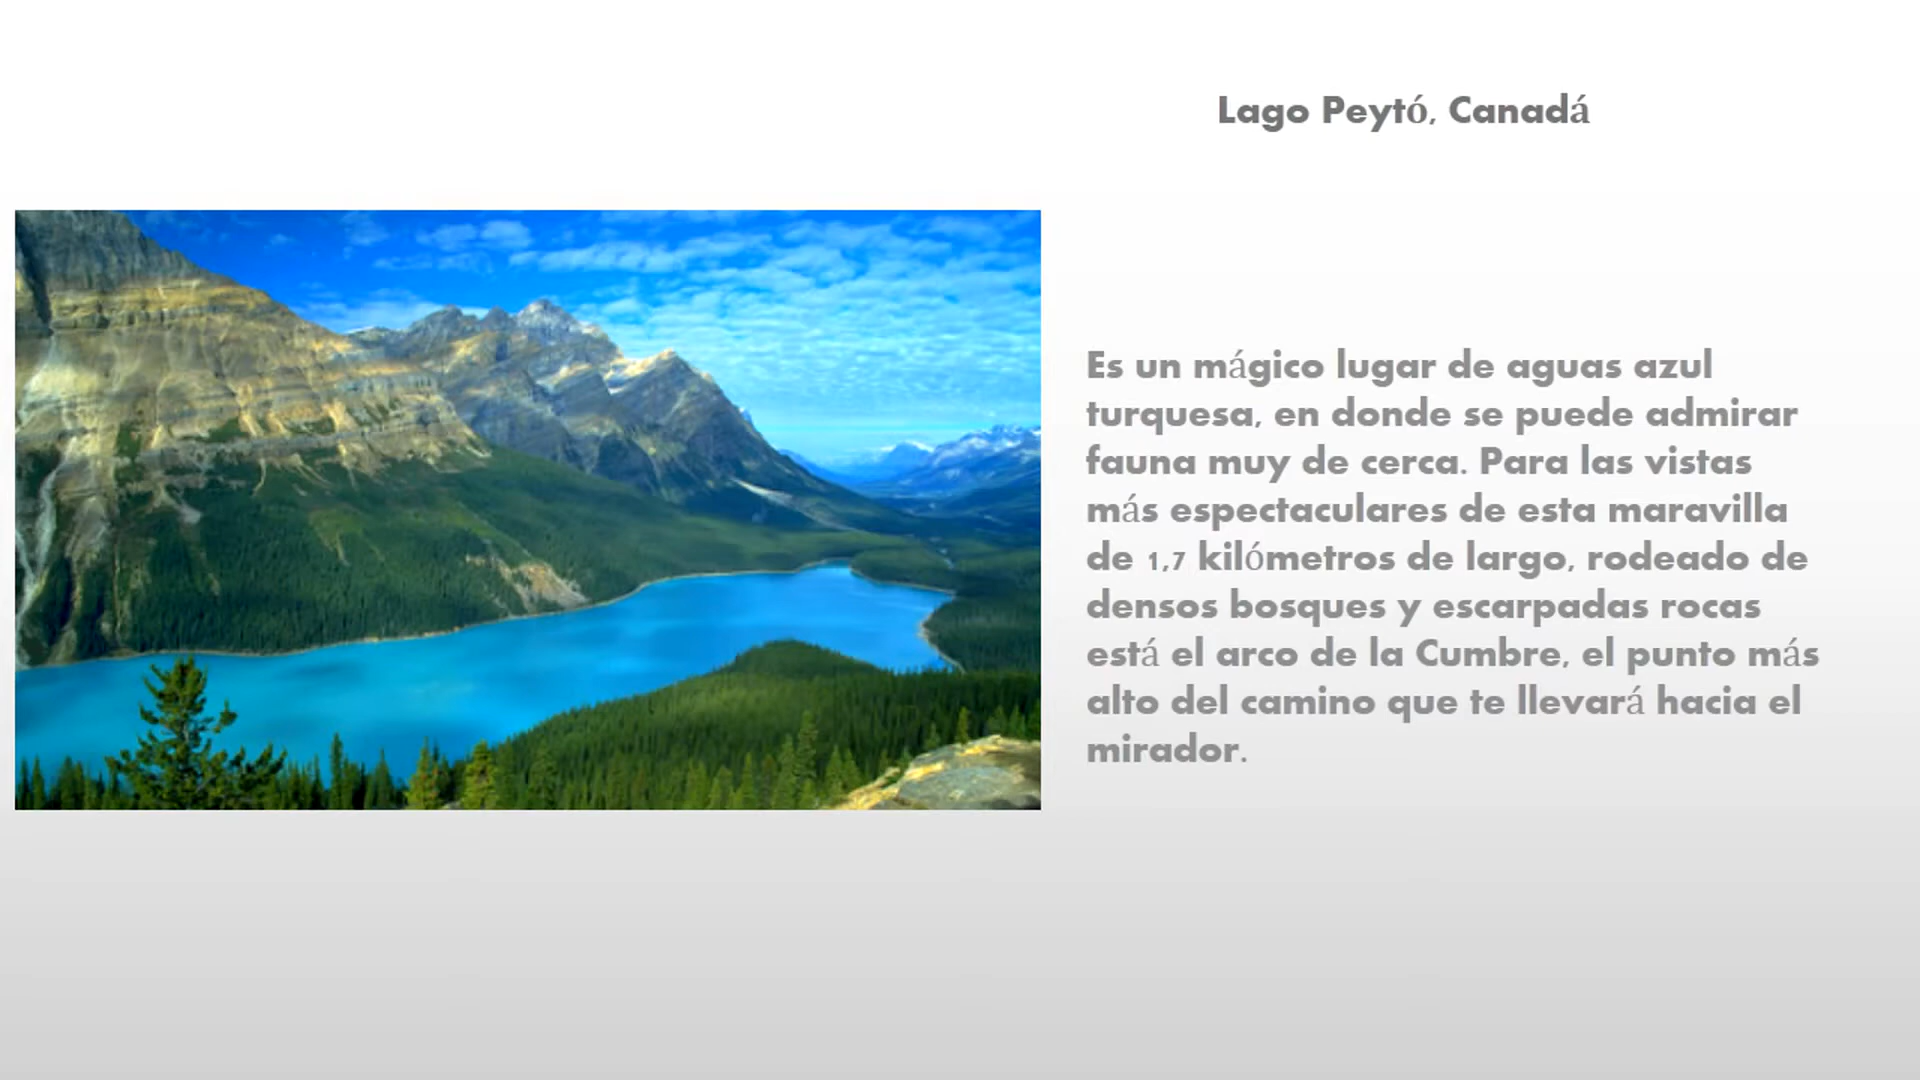 Lago Peytó, Canadá
Es un mágico lugar de aguas azul
turquesa, en donde se puede admirar
fauna muy de cerca. Para las vistas
más espectaculares de esta maravilla
de 1,7 kilómetros de largo, rodeado de
densos bosques y escarpadas rocas
está el arco de la Cumbre, el punto más
alto del camino que te llevará hacia el
mirador.